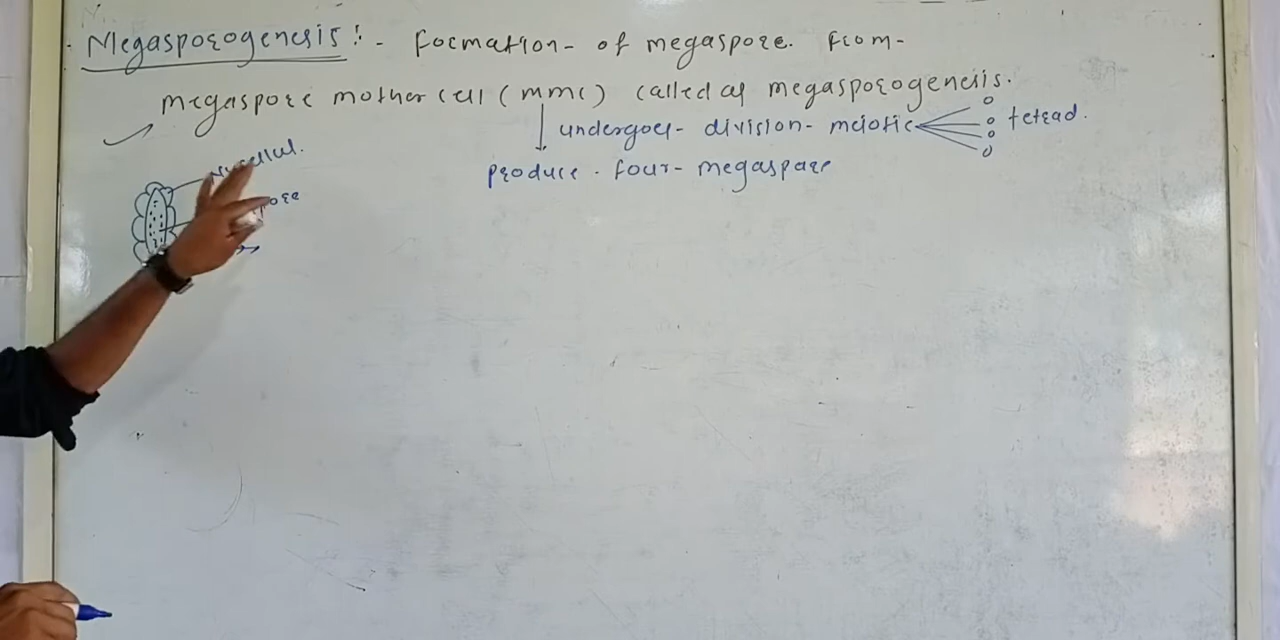 Megasporogenesis :- Formation - of megaspore. From -
megaspore mother cell (mmc) called as megasporogenesis.
undergoes - division - meiotic tetrad.
produce . four - megaspore